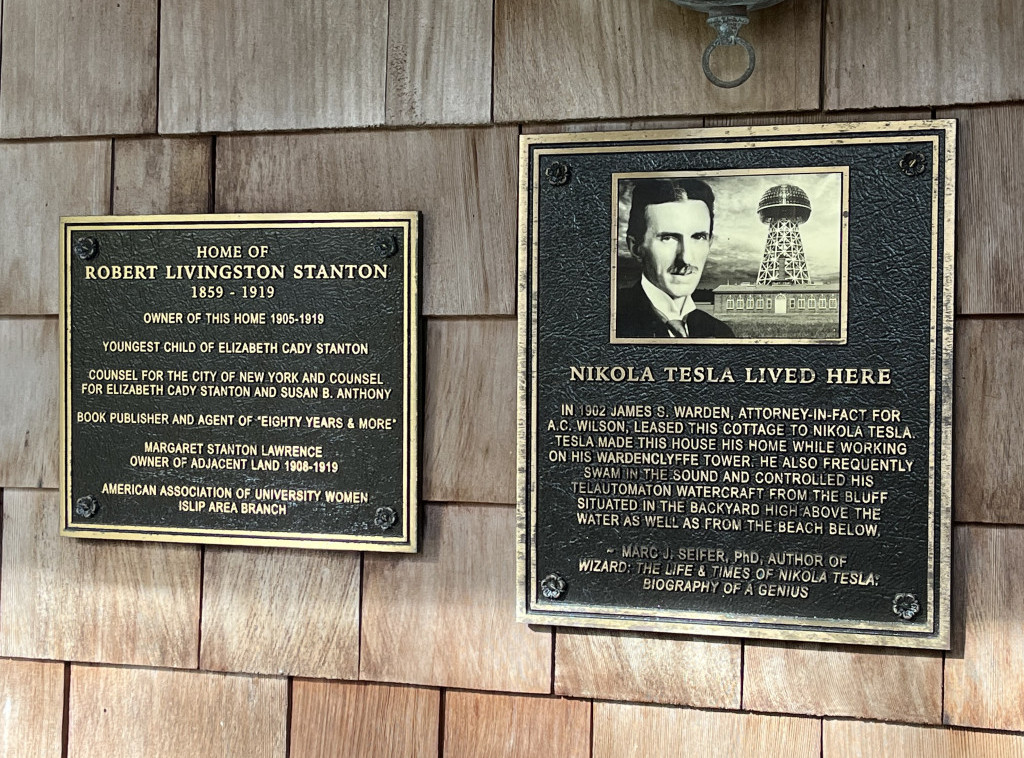 HOME OF
ROBERT LIVINGSTON STANTON
1859 - 1919
OWNER OF THIS HOME 1905-1919
YOUNGEST CHILD OF ELIZABETH CADY STANTON
COUNSEL FOR THE CITY OF NEW YORK AND COUNSEL
FOR ELIZABETH CADY STANTON AND SUSAN B. ANTHONY
BOOK PUBLISHER AND AGENT OF "EIGHTY YEARS & MORE"
MARGARET STANTON LAWRENCE
OWNER OF ADJACENT LAND 1908-1919
AMERICAN ASSOCIATION OF UNIVERSITY WOMEN
ISLIP AREA BRANCH
NIKOLA TESLA LIVED HERE
IN 1902 JAMES S. WARDEN, ATTORNEY-IN-FACT FOR
A.C. WILSON, LEASED THIS COTTAGE TO NIKOLA TESLA.
TESLA MADE THIS HOUSE HIS HOME WHILE WORKING
ON HIS WARDENCLYFFE TOWER. HE ALSO FREQUENTLY
SWAM IN THE SOUND AND CONTROLLED HIS
TELAUTOMATON WATERCRAFT FROM THE BLUFF
SITUATED IN THE BACKYARD HIGH ABOVE THE
WATER AS WELL AS FROM THE BEACH BELOW.
~ MARC J. SEIFER, PhD, AUTHOR OF
WIZARD: THE LIFE & TIMES OF NIKOLA TESLA:
BIOGRAPHY OF A GENIUS